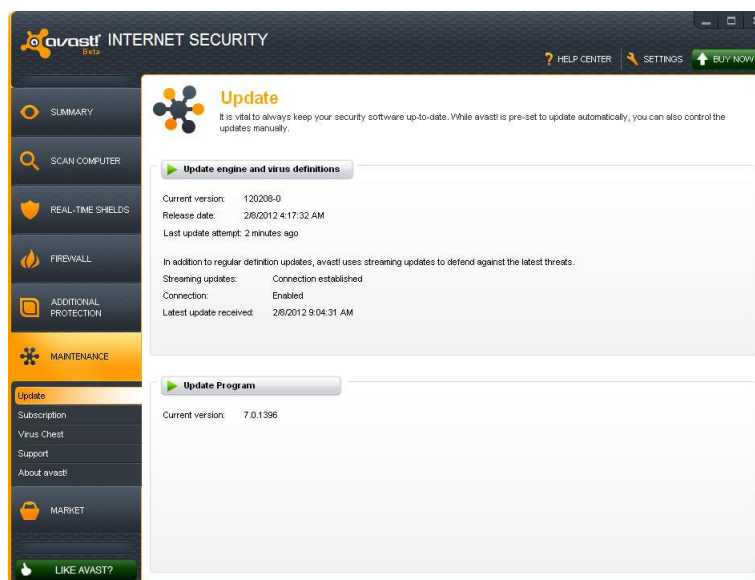 avast! INTERNET SECURITY
Beta
? HELP CENTER SETTINGS BUY NOW
SUMMARY
SCAN COMPUTER
REAL-TIME SHIELDS
FIREWALL
ADDITIONAL
PROTECTION
MAINTENANCE
Update
Subscription
Virus Chest
Support
About avast!
MARKET
LIKE AVAST?
Update
It is vital to always keep your security software up-to-date. While avast! is pre-set to update automatically, you can also control the
updates manually.
Update engine and virus definitions
Current version: 120208-0
Release date: 2/8/2012 4:17:32 AM
Last update attempt: 2 minutes ago
In addition to regular definition updates, avast! uses streaming updates to defend against the latest threats.
Streaming updates: Connection established
Connection: Enabled
Latest update received: 2/8/2012 9:04:31 AM
Update Program
Current version: 7.0.1396